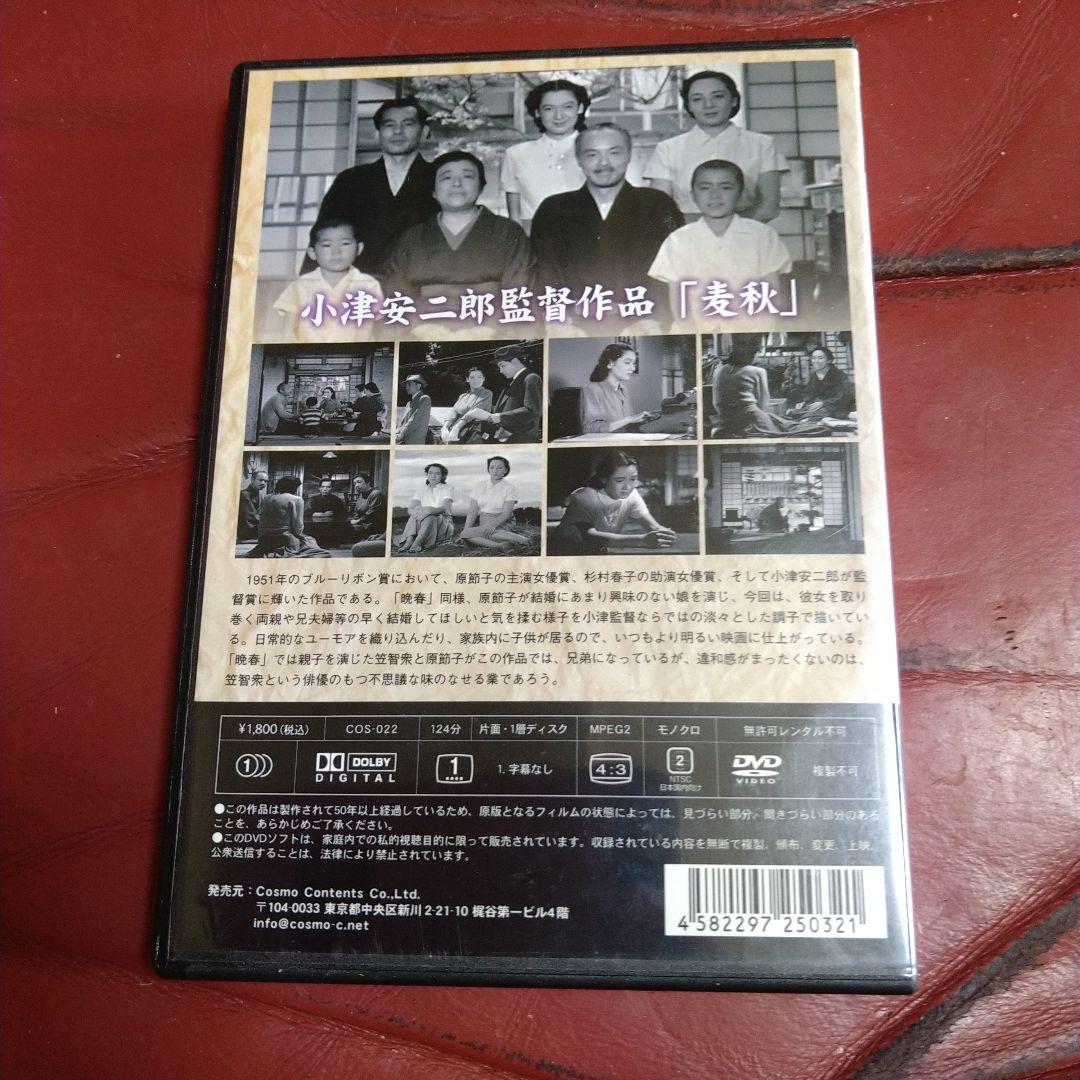 小津安二郎監督作品「麦秋」
1951年のブルーリボン賞において、原節子の主演女優賞、杉村春子の助演女優賞、そして小津安二郎が監
督賞に輝いた作品である。「晩春」同様、原節子が結婚にあまり興味のない娘を演じ、今回は、彼女を取り
巻く両親や兄夫婦等の早く結婚してほしいと気を揉む様子を小津監督ならではの淡々とした調子で描いてい
る。日常的なユーモアを織り込んだり、家族内に子供が居るので、いつもより明るい映画に仕上がっている。
「晩春」では親子を演じた笠智衆と原節子がこの作品では、兄弟になっているが、違和感がまったくないのは、
笠智衆という俳優のもつ不思議な味のなせる業であろう。
¥1,800(税込) COS-022 124分 片面・1層ディスク MPEG2 モノクロ 無許可レンタル不可
1 DOLBY DIGITAL 1 1. 字幕なし 4:3 2 NTSC 日本国内向け DVD VIDEO 複製不可
●この作品は製作されて50年以上経過しているため、原版となるフィルムの状態によっては、見づらい部分、聞きづらい部分のある
ことを、あらかじめご了承ください。
●このDVDソフトは、家庭内での私的視聴目的に限って販売されています。収録されている内容を無断で複製、頒布、変更、上映、
公衆送信することは、法律により禁止されています。
発売元：Cosmo Contents Co.,Ltd.
〒104-0033 東京都中央区新川 2-21-10 梶谷第一ビル4階
info@cosmo-c.net
4 582297 250321